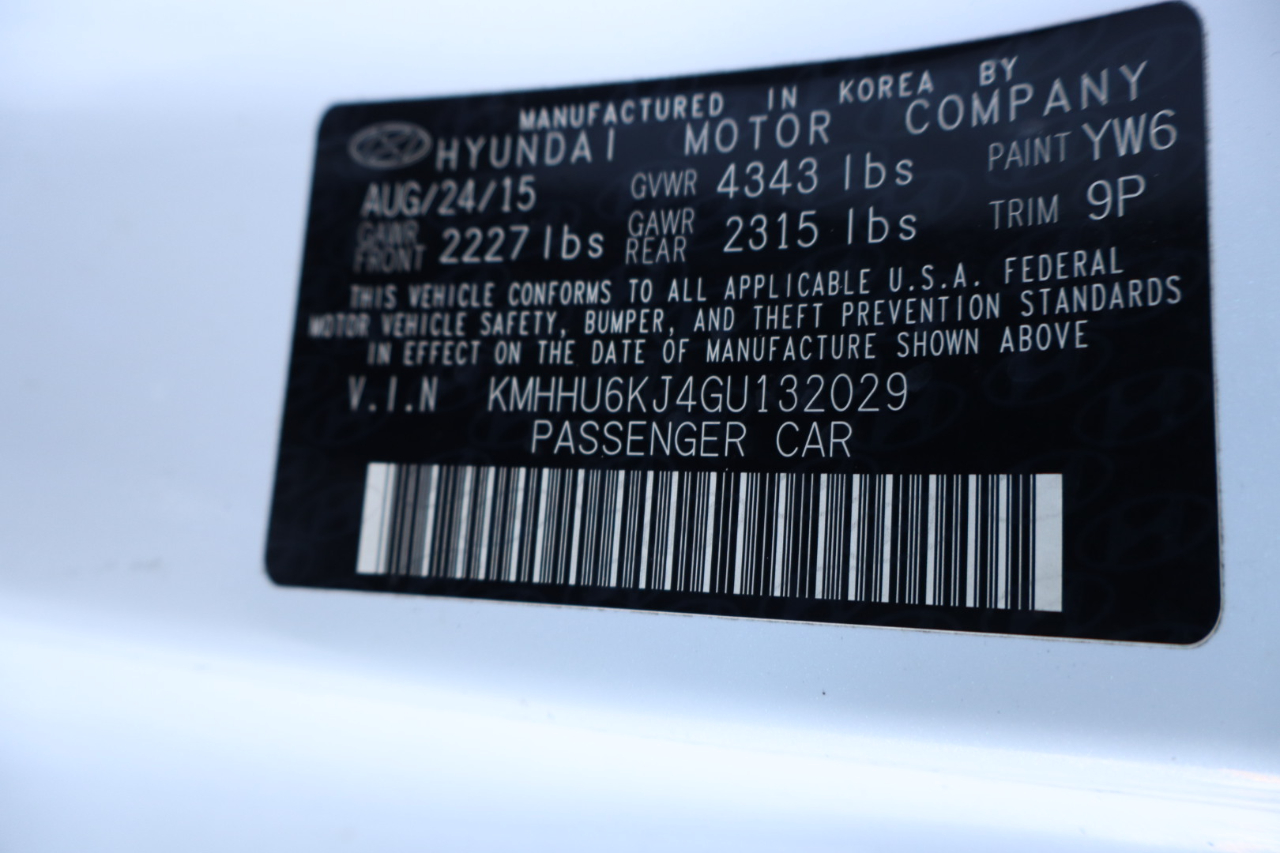 MANUFACTURED IN KOREA BY
HYUNDAI MOTOR COMPANY
AUG/24/15 GVWR 4343 lbs PAINT YW6
GAWR FRONT 2227 lbs GAWR REAR 2315 lbs TRIM 9P
THIS VEHICLE CONFORMS TO ALL APPLICABLE U.S.A. FEDERAL
MOTOR VEHICLE SAFETY, BUMPER, AND THEFT PREVENTION STANDARDS
IN EFFECT ON THE DATE OF MANUFACTURE SHOWN ABOVE
V.I.N KMHHU6KJ4GU132029
PASSENGER CAR